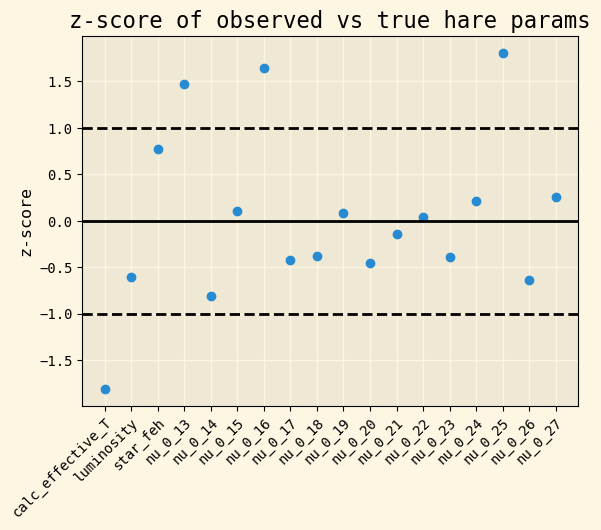 z-score of observed vs true hare params
z-score
1.5
1.0
0.5
0.0
−0.5
−1.0
−1.5
calc_effective_T
luminosity
star_feh
nu_0_13
nu_0_14
nu_0_15
nu_0_16
nu_0_17
nu_0_18
nu_0_19
nu_0_20
nu_0_21
nu_0_22
nu_0_23
nu_0_24
nu_0_25
nu_0_26
nu_0_27